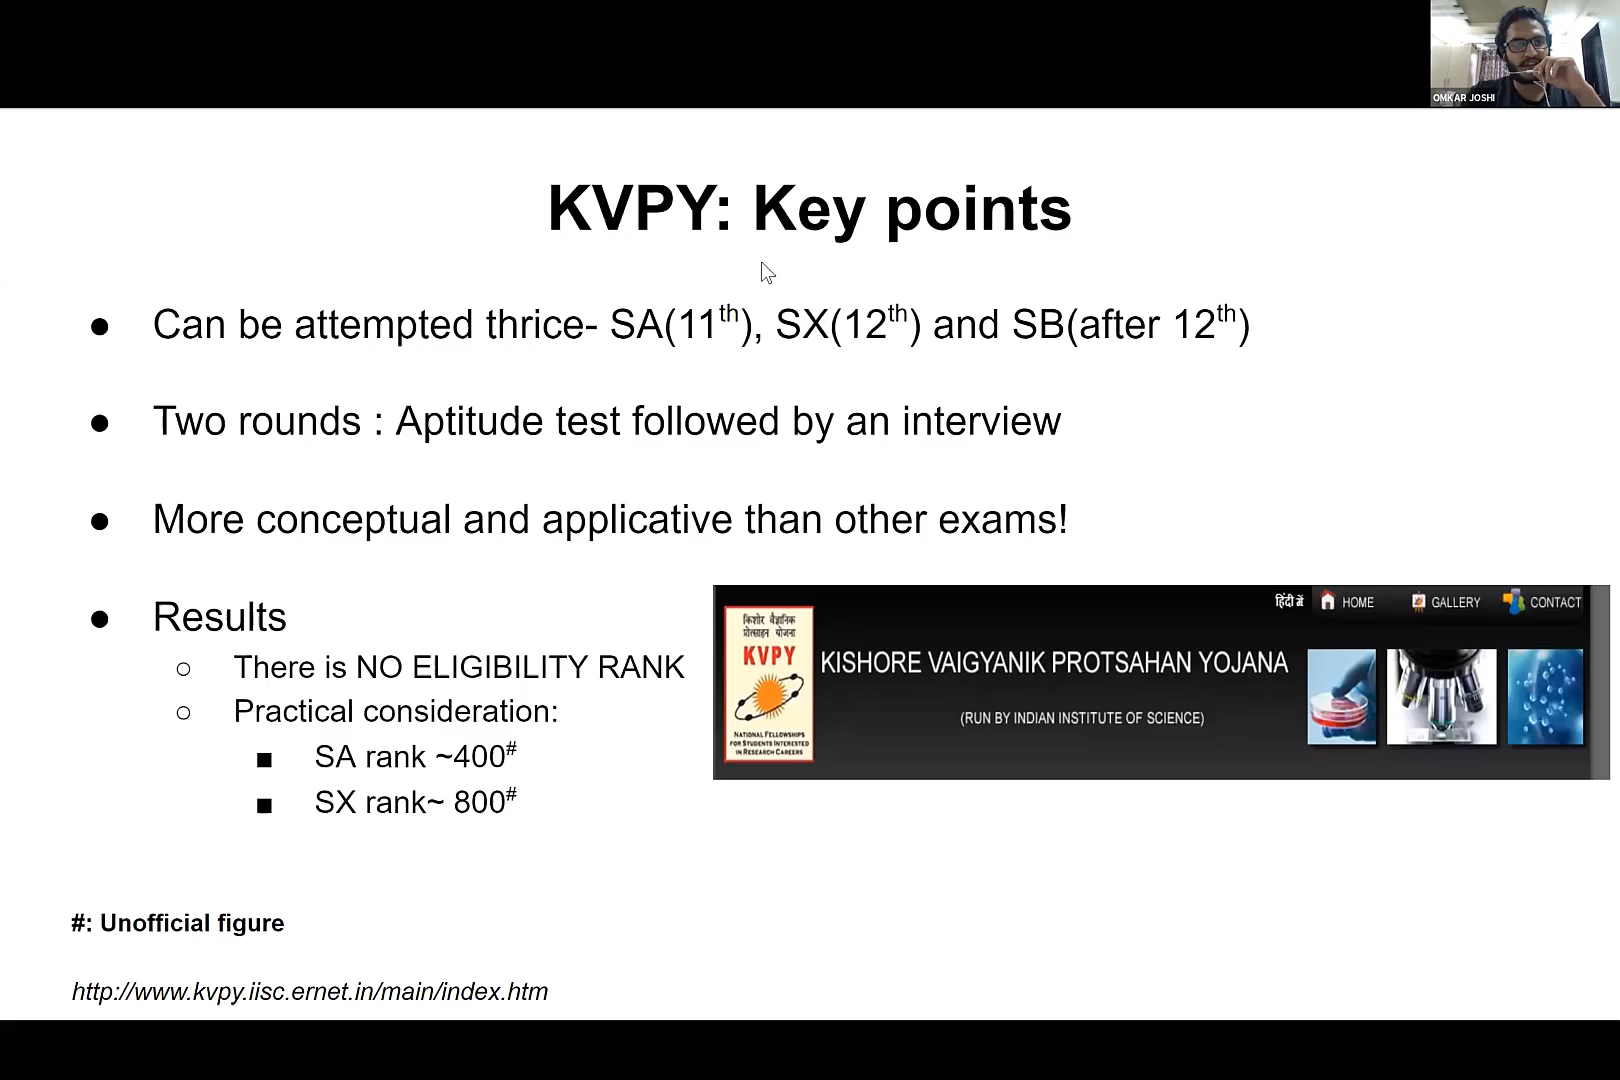 OMKAR JOSHI
KVPY: Key points
● Can be attempted thrice- SA(11th), SX(12th) and SB(after 12th)
● Two rounds : Aptitude test followed by an interview
● More conceptual and applicative than other exams!
● Results
○ There is NO ELIGIBILITY RANK
○ Practical consideration:
■ SA rank ~400#
■ SX rank~ 800#
हिंदी में HOME GALLERY CONTACT
किशोर वैज्ञानिक
प्रोत्साहन योजना
KVPY
NATIONAL FELLOWSHIPS
FOR STUDENTS INTERESTED
IN RESEARCH CAREERS
KISHORE VAIGYANIK PROTSAHAN YOJANA
(RUN BY INDIAN INSTITUTE OF SCIENCE)
#: Unofficial figure
http://www.kvpy.iisc.ernet.in/main/index.htm